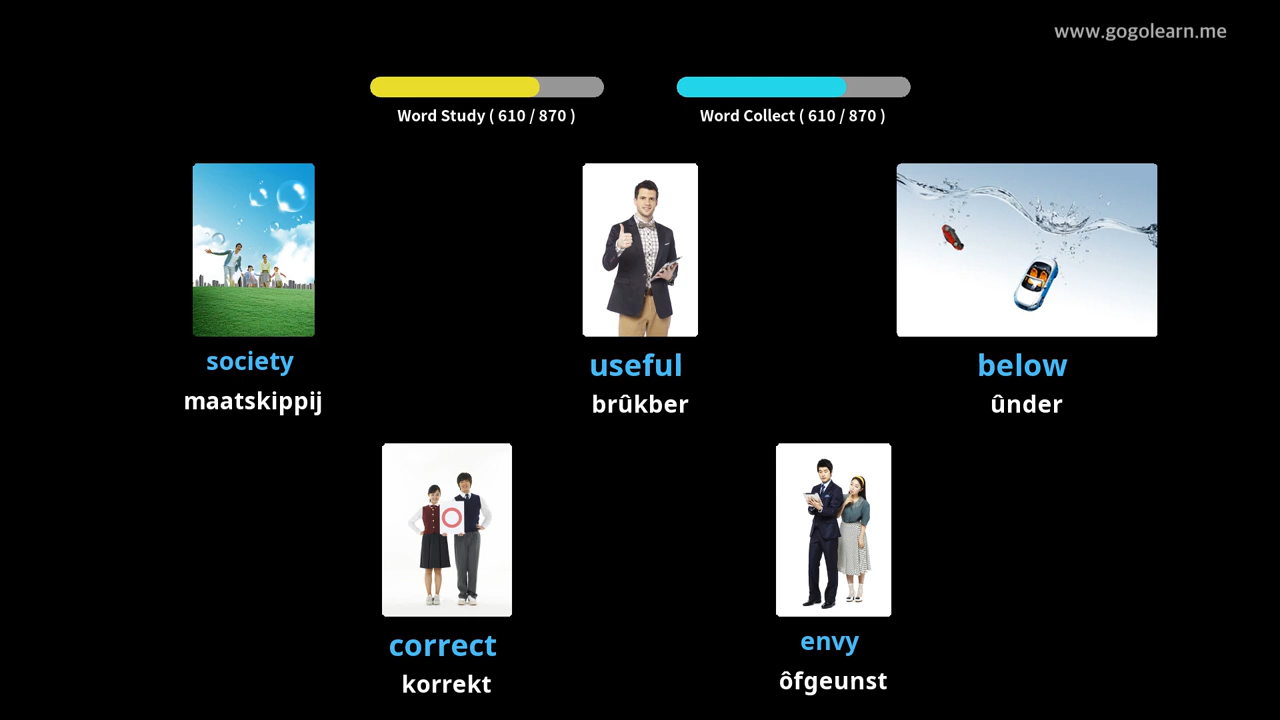 www.gogolearn.me
Word Study ( 610 / 870 )
Word Collect ( 610 / 870 )
society
maatskippij
useful
brûkber
below
ûnder
correct
korrekt
envy
ôfgeunst